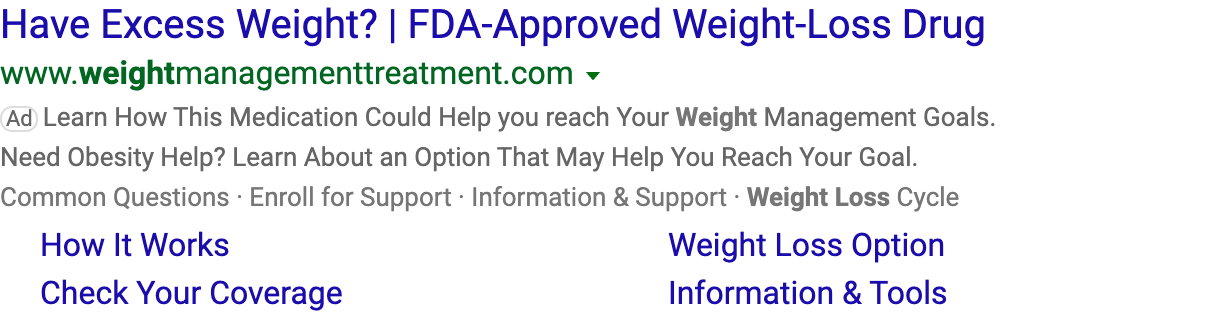 Have Excess Weight? | FDA-Approved Weight-Loss Drug
www.weightmanagementtreatment.com
Ad Learn How This Medication Could Help you reach Your Weight Management Goals.
Need Obesity Help? Learn About an Option That May Help You Reach Your Goal.
Common Questions · Enroll for Support · Information & Support · Weight Loss Cycle
How It Works Weight Loss Option
Check Your Coverage Information & Tools